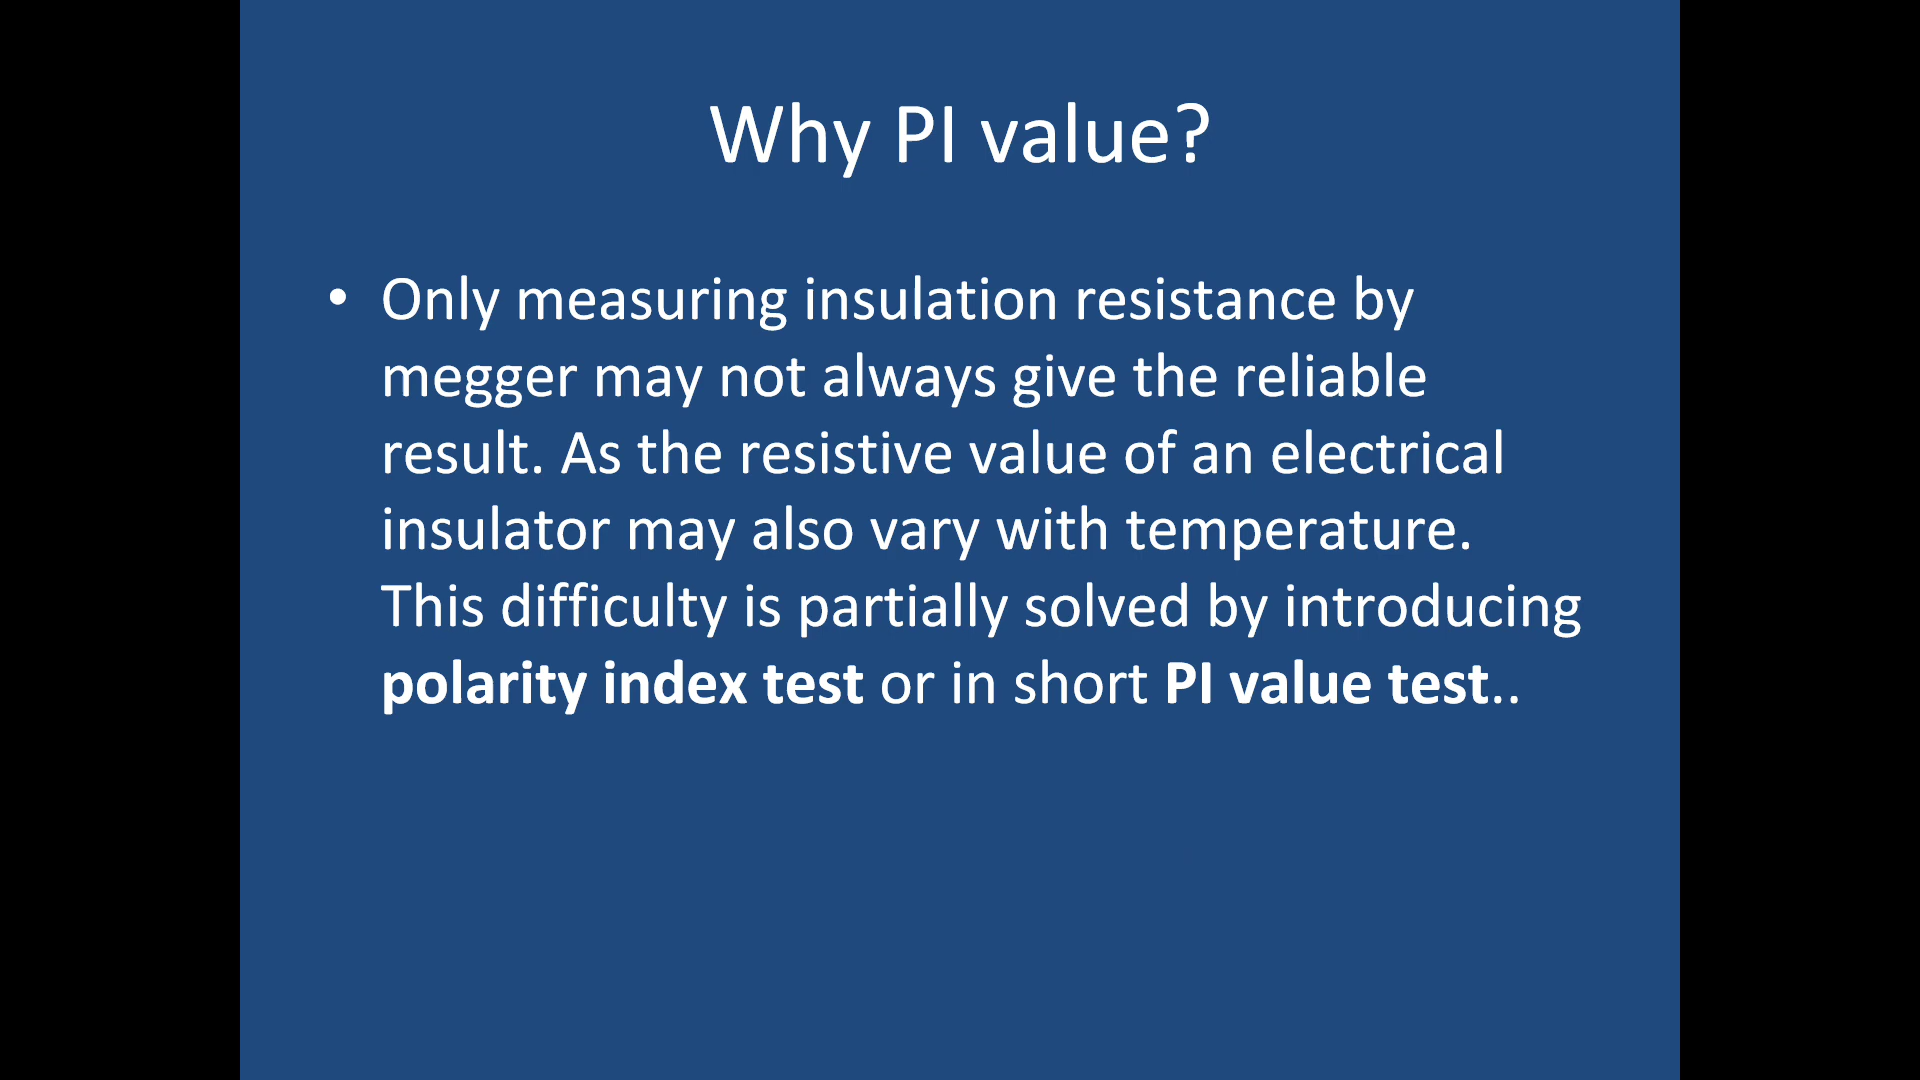 Why PI value?
• Only measuring insulation resistance by
megger may not always give the reliable
result. As the resistive value of an electrical
insulator may also vary with temperature.
This difficulty is partially solved by introducing
polarity index test or in short PI value test..